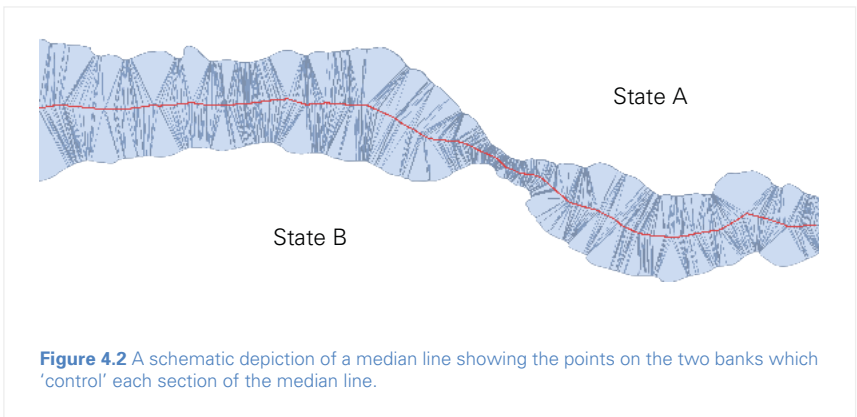 State A
State B
Figure 4.2 A schematic depiction of a median line showing the points on the two banks which
‘control’ each section of the median line.